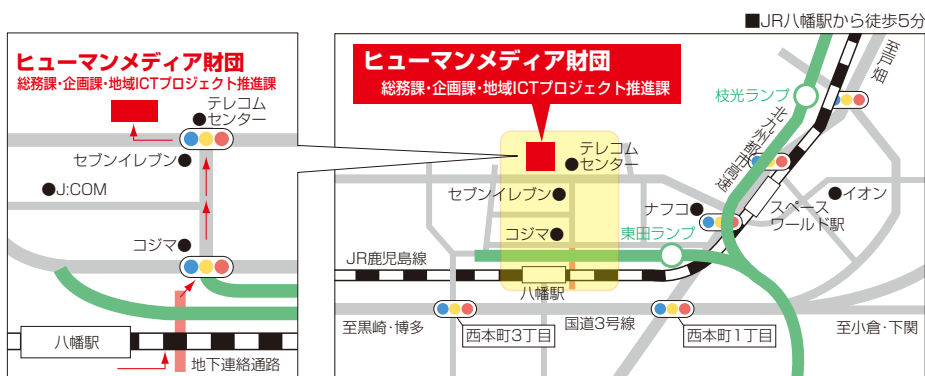 ■JR八幡駅から徒歩5分
ヒューマンメディア財団
総務課・企画課・地域ICTプロジェクト推進課
テレコム
センター
セブンイレブン
●J:COM
コジマ
八幡駅
地下連絡通路
ヒューマンメディア財団
総務課・企画課・地域ICTプロジェクト推進課
至戸畑
枝光ランプ
北九州都市高速
テレコム
センター
セブンイレブン
イオン
ナフコ
スペース
ワールド駅
コジマ
東田ランプ
JR鹿児島線
八幡駅
至黒崎・博多
西本町3丁目
国道3号線
西本町1丁目
至小倉・下関